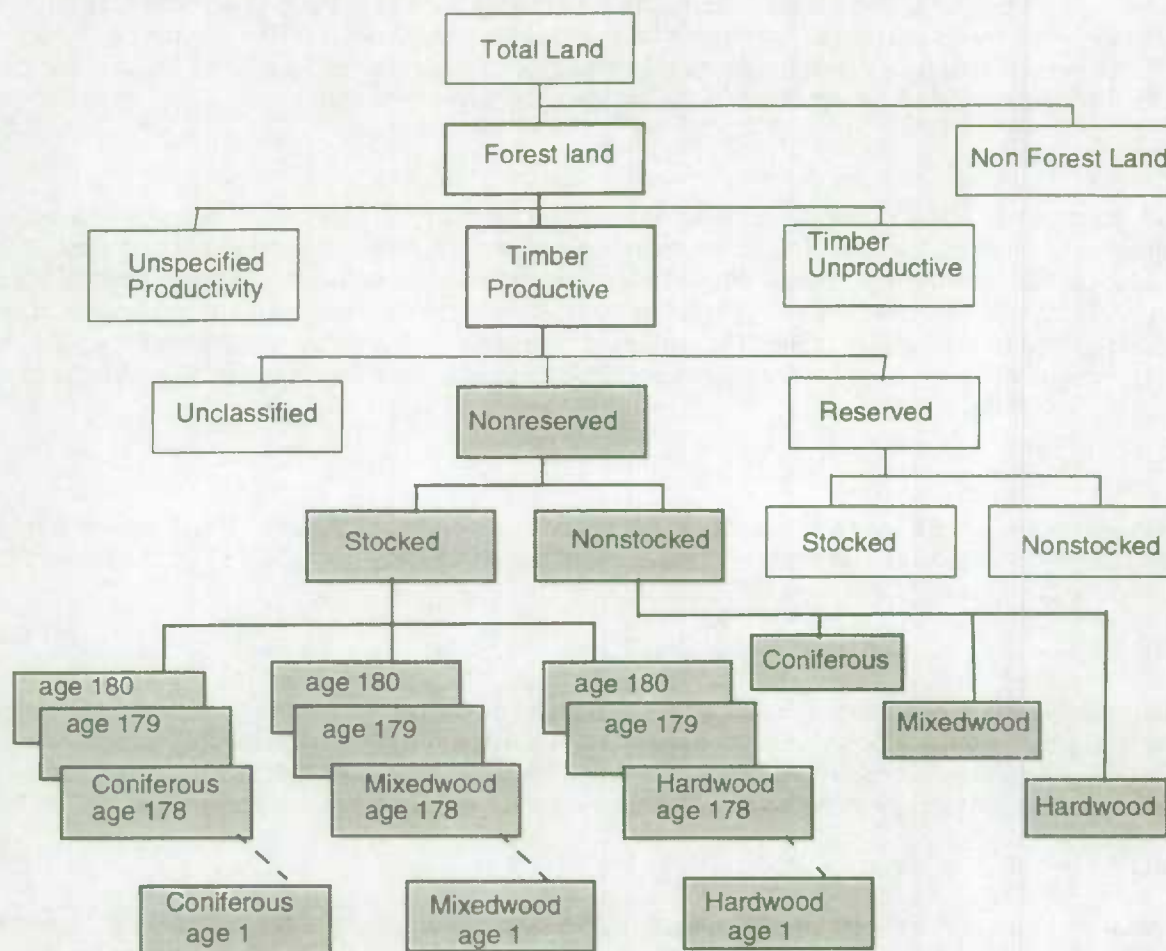 Total Land
Forest land
Non Forest Land
Unspecified
Productivity
Timber
Productive
Timber
Unproductive
Unclassified
Nonreserved
Reserved
Stocked
Nonstocked
Stocked
Nonstocked
age 180
age 179
Coniferous
age 178
Coniferous
age 1
age 180
age 179
Mixedwood
age 178
Mixedwood
age 1
age 180
age 179
Hardwood
age 178
Hardwood
age 1
Coniferous
Mixedwood
Hardwood